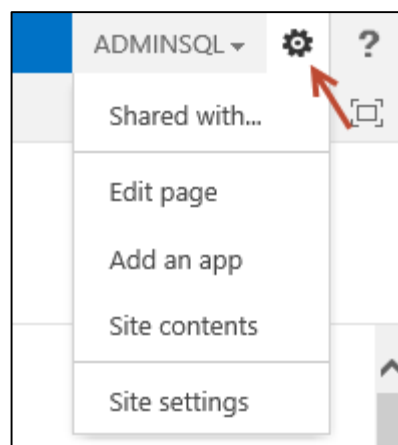 ADMINSQL ?
Shared with...
Edit page
Add an app
Site contents
Site settings